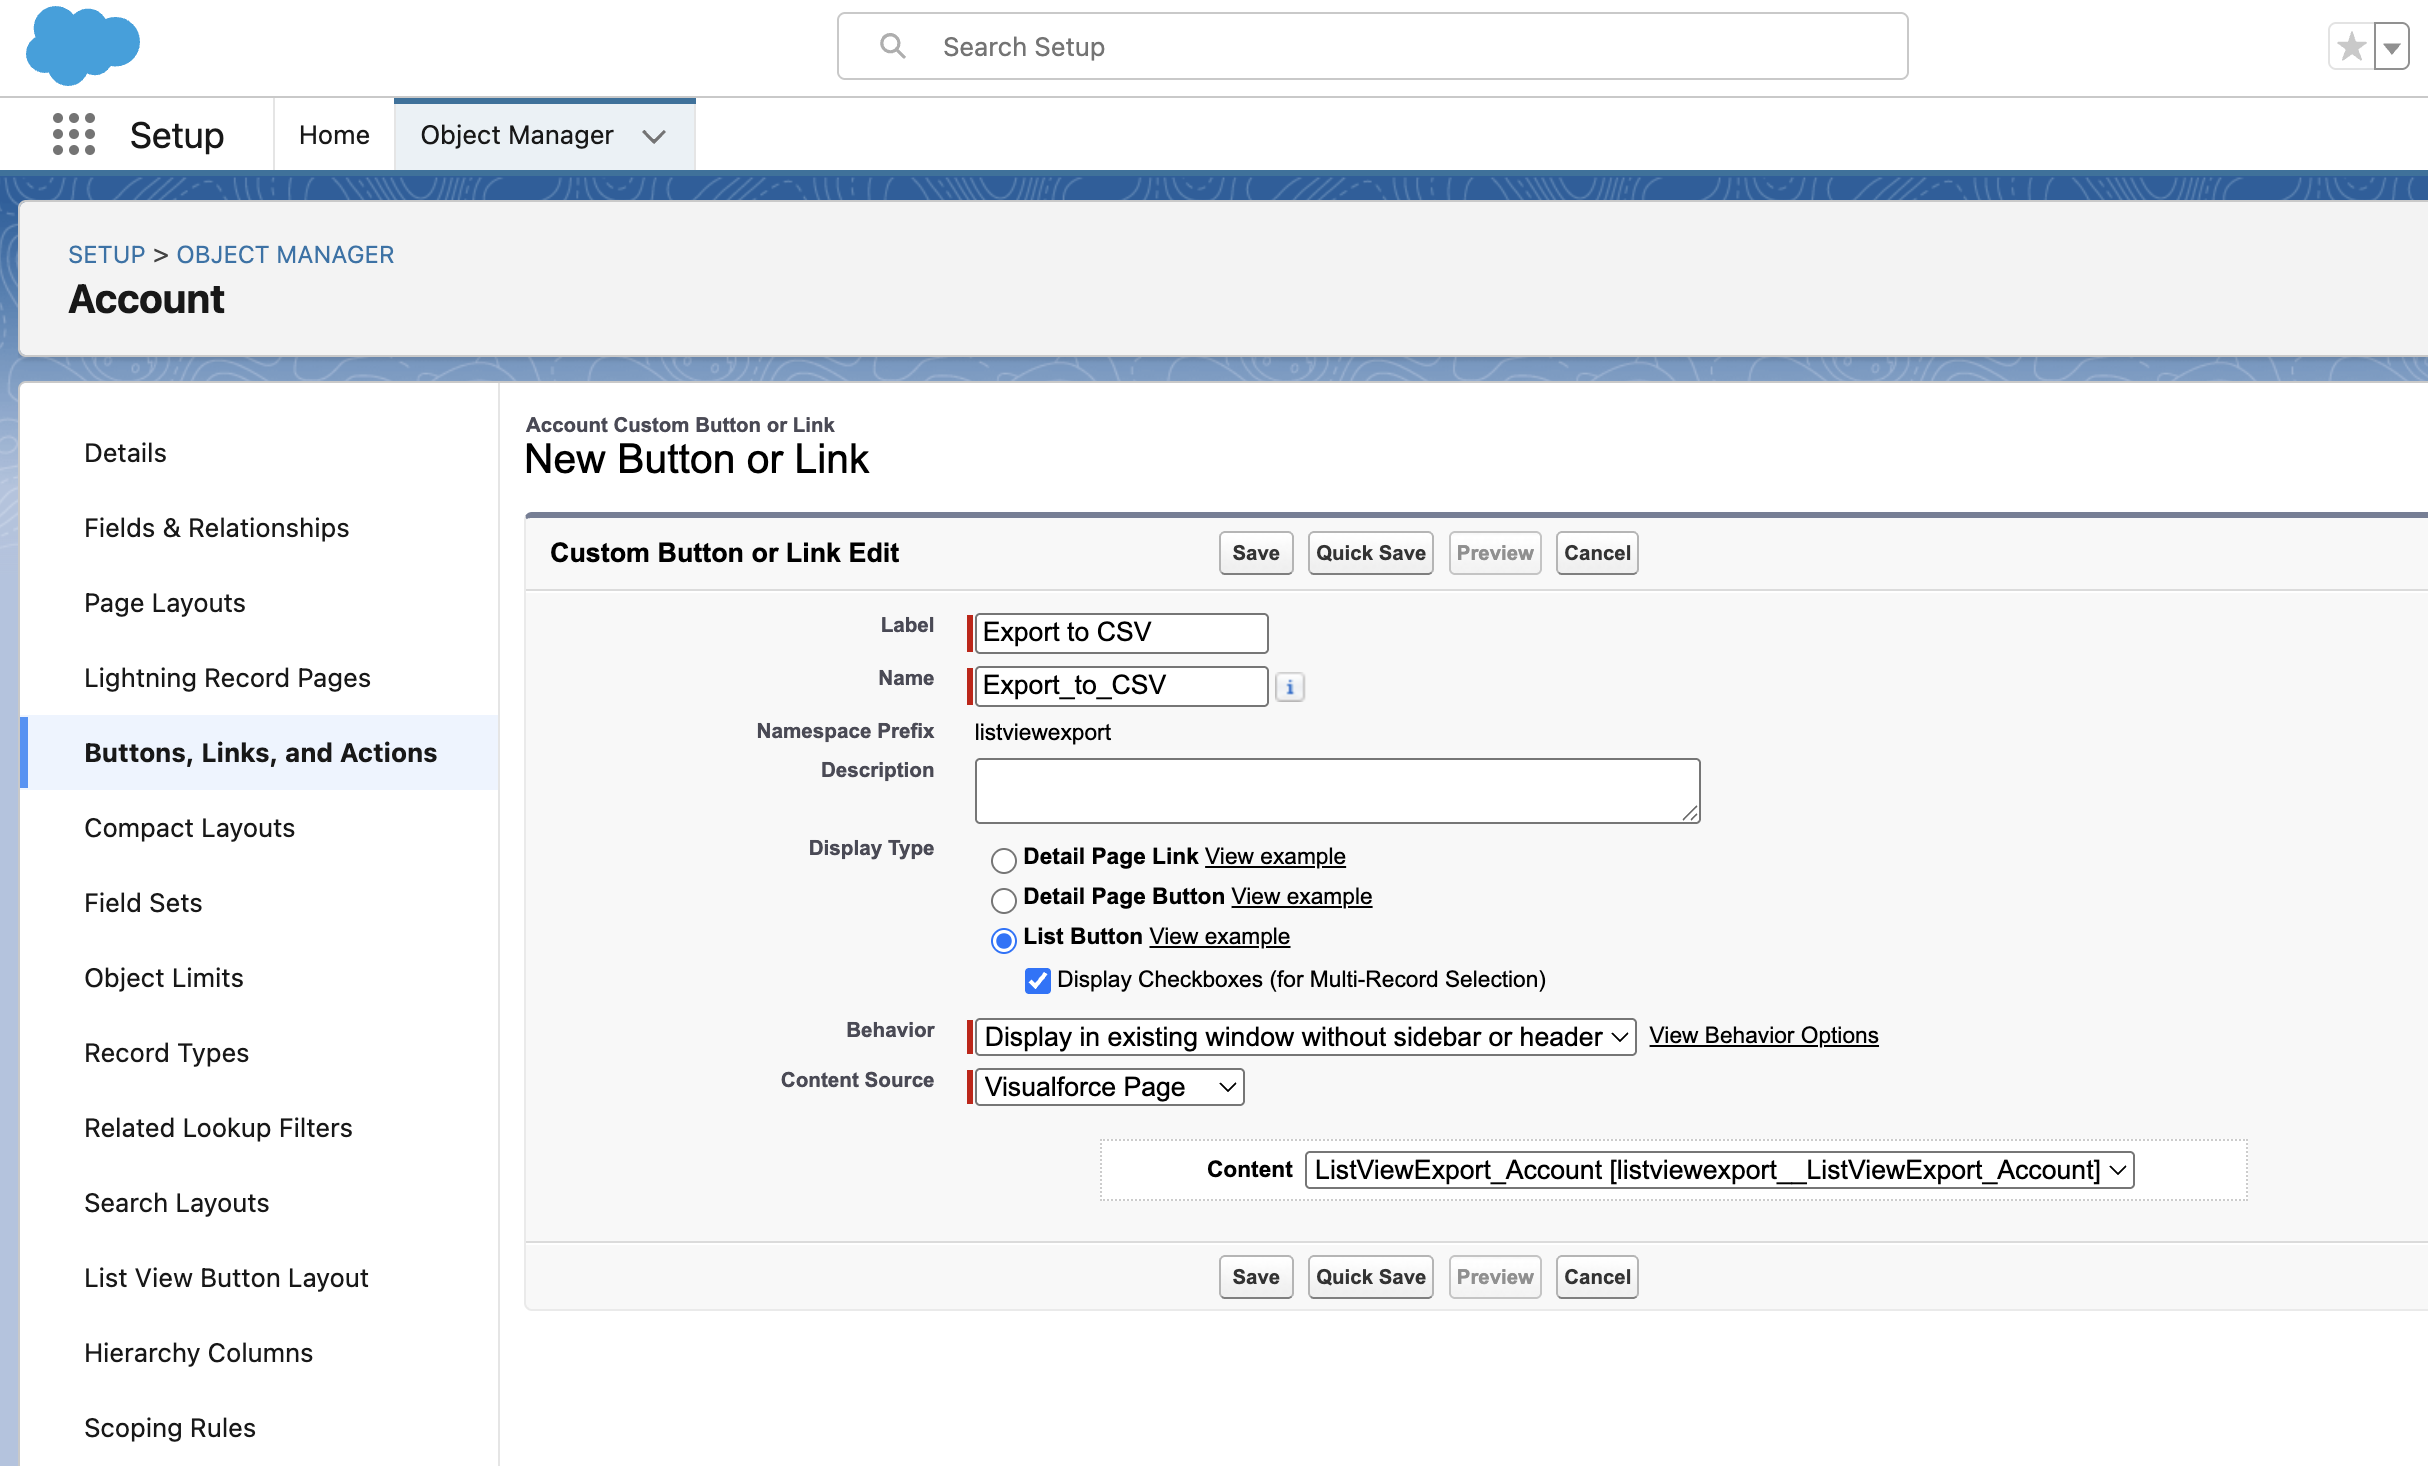 Search Setup
Setup
Home
Object Manager
SETUP > OBJECT MANAGER
Account
Details
Fields & Relationships
Page Layouts
Lightning Record Pages
Buttons, Links, and Actions
Compact Layouts
Field Sets
Object Limits
Record Types
Related Lookup Filters
Search Layouts
List View Button Layout
Hierarchy Columns
Scoping Rules
Account Custom Button or Link
New Button or Link
Custom Button or Link Edit
Save Quick Save Preview Cancel
Label Export to CSV
Name Export_to_CSV i
Namespace Prefix listviewexport
Description
Display Type
Detail Page Link View example
Detail Page Button View example
List Button View example
Display Checkboxes (for Multi-Record Selection)
Behavior Display in existing window without sidebar or header View Behavior Options
Content Source Visualforce Page
Content ListViewExport_Account [listviewexport__ListViewExport_Account]
Save Quick Save Preview Cancel